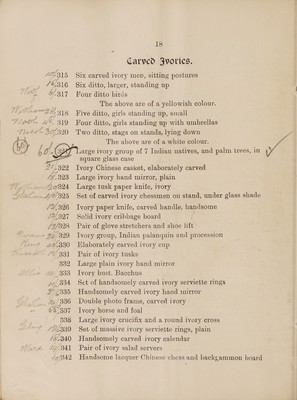 18
Carved Ivories.
315 Six carved ivory men, sitting postures
316 Six ditto, larger, standing up
317 Four ditto birds
The above are of a yellowish colour.
318 Five ditto, girls standing up, small
319 Four ditto, girls standing up with umbrellas
320 Two ditto, stags on stands, lying down
The above are of a white colour.
60 321 Large ivory group of 7 Indian natives, and palm trees, in
square glass case
322 Ivory Chinese casket, elaborately carved
323 Large ivory hand mirror, plain
324 Large tusk paper knife, ivory
325 Set of carved ivory chessmen on stand, under glass shade
326 Ivory paper knife, carved handle, handsome
327 Solid ivory cribbage board
328 Pair of glove stretchers and shoe lift
329 Ivory group, Indian palanquin and procession
330 Elaborately carved ivory cup
331 Pair of ivory tusks
332 Large plain ivory hand mirror
333 Ivory bust, Bacchus
334 Set of handsomely carved ivory serviette rings
335 Handsomely carved ivory hand mirror
336 Double photo frame, carved ivory
337 Ivory horse and foal
338 Large ivory crucifix and a round ivory cross
339 Set of massive ivory serviette rings, plain
340 Handsomely carved ivory calendar
Ward 341 Pair of ivory salad servers
342 Handsome lacquer Chinese chess and backgammon board